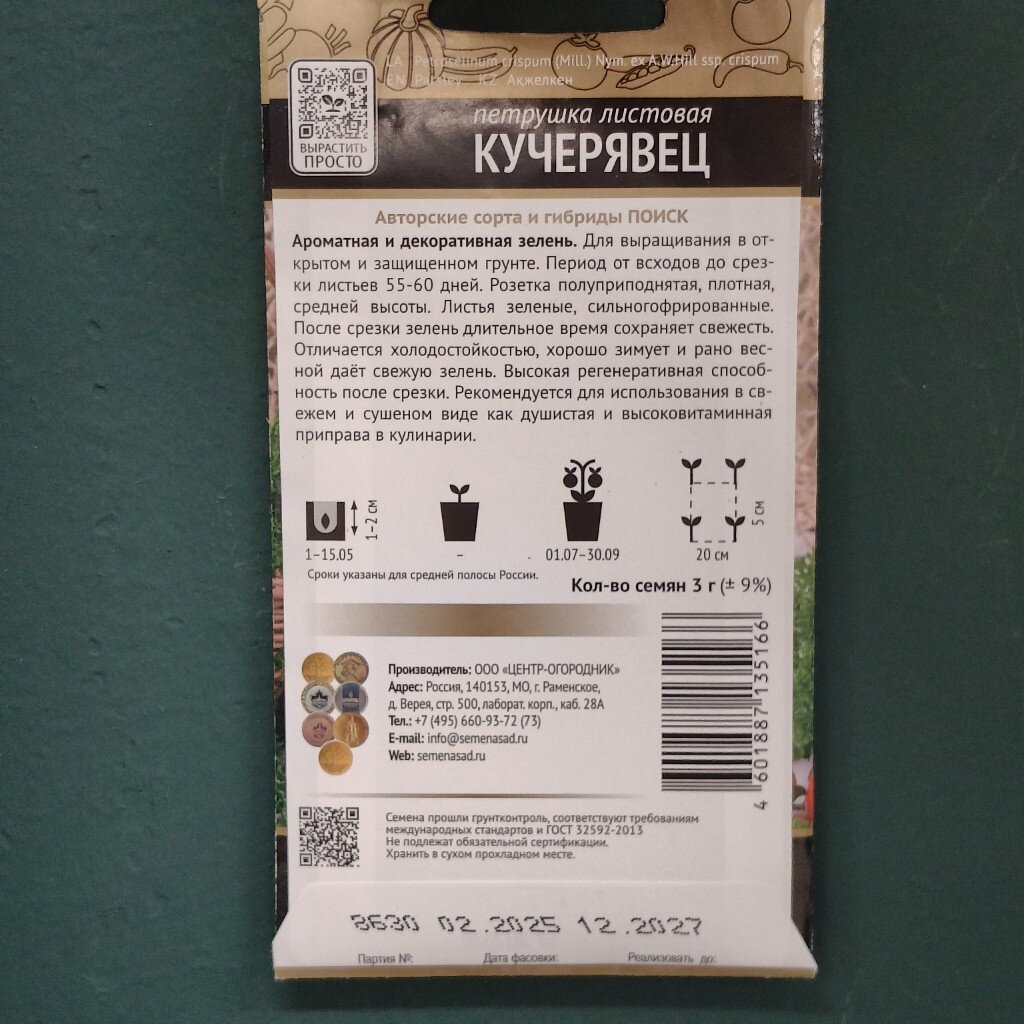 LA Petroselinum crispum (Mill.) Nym. ex A.W.Hill ssp. crispum
EN Parsley KZ Ақжелкен
ВЫРАСТИТЬ
ПРОСТО
петрушка листовая
КУЧЕРЯВЕЦ
Авторские сорта и гибриды ПОИСК
Ароматная и декоративная зелень. Для выращивания в от-
крытом и защищенном грунте. Период от всходов до срез-
ки листьев 55-60 дней. Розетка полуприподнятая, плотная,
средней высоты. Листья зеленые, сильногофрированные.
После срезки зелень длительное время сохраняет свежесть.
Отличается холодостойкостью, хорошо зимует и рано вес-
ной даёт свежую зелень. Высокая регенеративная способ-
ность после срезки. Рекомендуется для использования в св-
ежем и сушеном виде как душистая и высоковитаминная
приправа в кулинарии.
1–2 см
5 см
1–15.05 – 01.07–30.09 20 см
Сроки указаны для средней полосы России.
Кол-во семян 3 г (± 9%)
Производитель: ООО «ЦЕНТР-ОГОРОДНИК»
Адрес: Россия, 140153, МО, г. Раменское,
д. Верея, стр. 500, лаборат. корп., каб. 28А
Тел.: +7 (495) 660-93-72 (73)
E-mail: info@semenasad.ru
Web: semenasad.ru
4 601887 135166
Семена прошли грунтконтроль, соответствуют требованиям
международных стандартов и ГОСТ 32592-2013
Не подлежат обязательной сертификации.
Хранить в сухом прохладном месте.
8630 02.2025 12.2027
Партия №: Дата фасовки: Реализовать до: